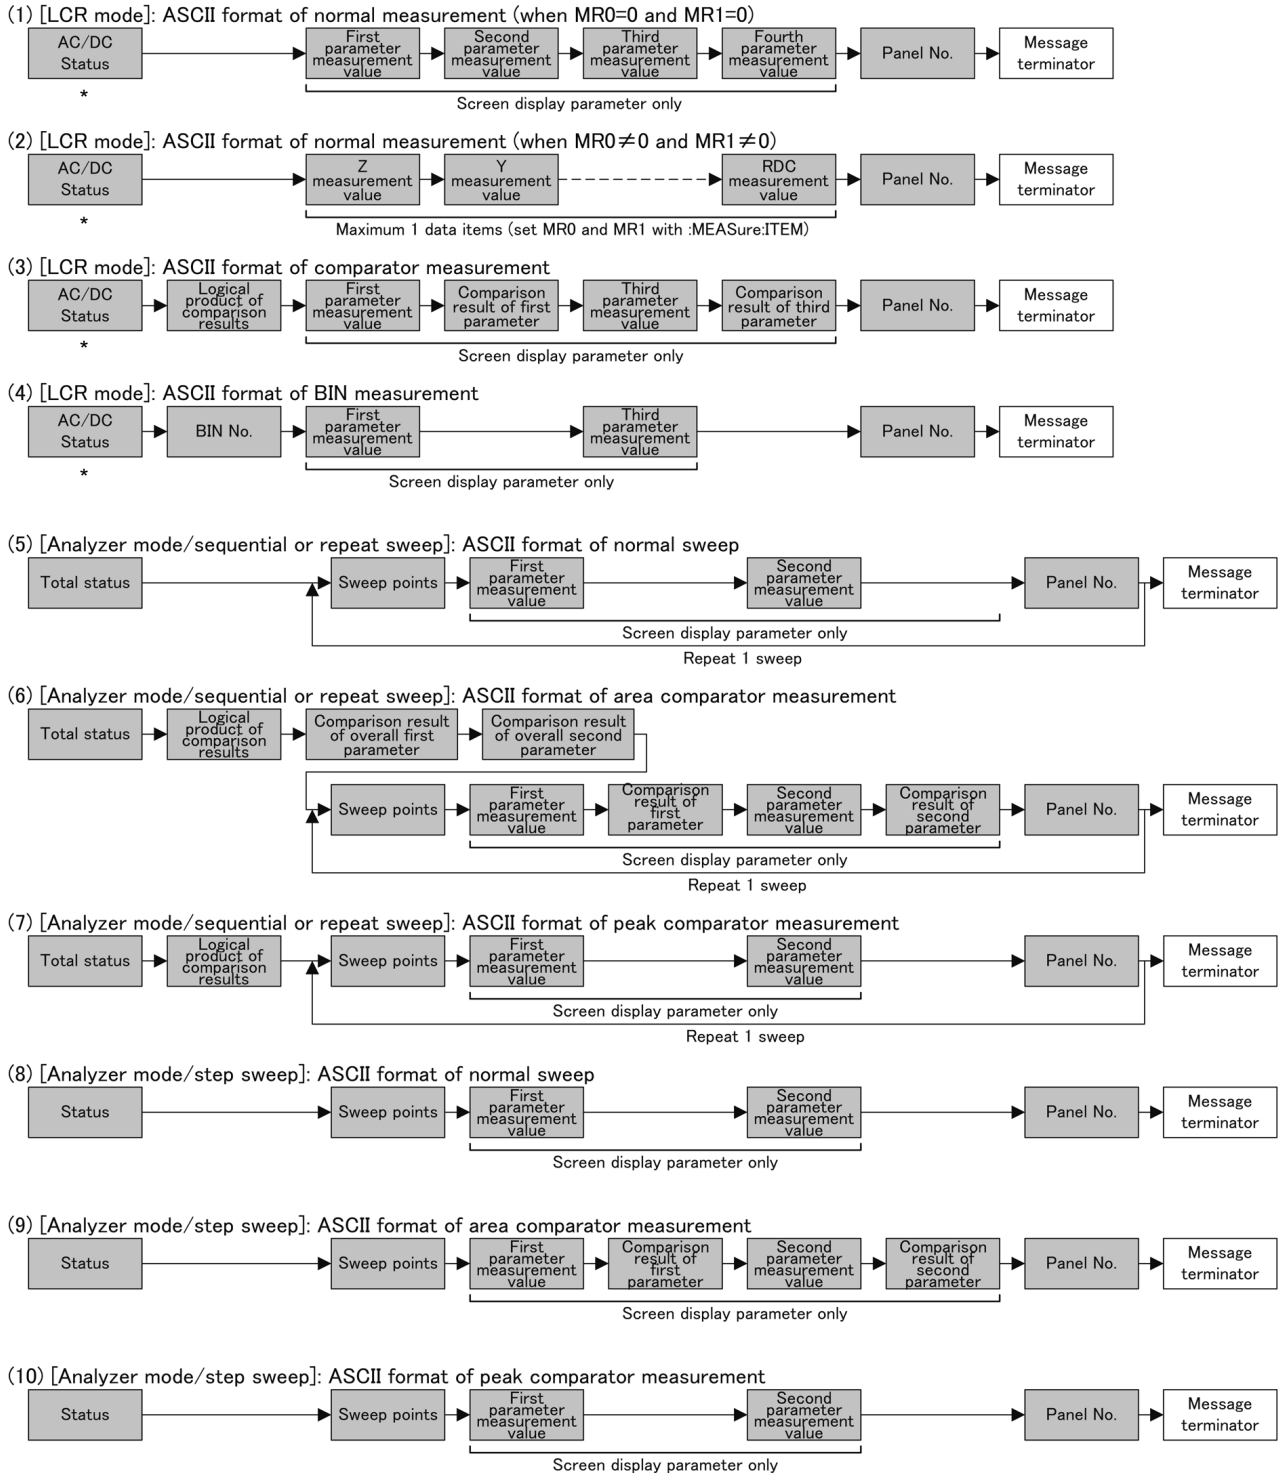 (1) [LCR mode]: ASCII format of normal measurement (when MR0=0 and MR1=0)
AC/DC
Status
*
First
parameter
measurement
value
Second
parameter
measurement
value
Third
parameter
measurement
value
Fourth
parameter
measurement
value
Panel No.
Message
terminator
Screen display parameter only
(2) [LCR mode]: ASCII format of normal measurement (when MR0≠0 and MR1≠0)
AC/DC
Status
*
Z
measurement
value
Y
measurement
value
RDC
measurement
value
Panel No.
Message
terminator
Maximum 1 data items (set MR0 and MR1 with :MEASure:ITEM)
(3) [LCR mode]: ASCII format of comparator measurement
AC/DC
Status
*
Logical
product of
comparison
results
First
parameter
measurement
value
Comparison
result of first
parameter
Third
parameter
measurement
value
Comparison
result of third
parameter
Panel No.
Message
terminator
Screen display parameter only
(4) [LCR mode]: ASCII format of BIN measurement
AC/DC
Status
*
BIN No.
First
parameter
measurement
value
Third
parameter
measurement
value
Panel No.
Message
terminator
Screen display parameter only
(5) [Analyzer mode/sequential or repeat sweep]: ASCII format of normal sweep
Total status
Sweep points
First
parameter
measurement
value
Second
parameter
measurement
value
Panel No.
Message
terminator
Screen display parameter only
Repeat 1 sweep
(6) [Analyzer mode/sequential or repeat sweep]: ASCII format of area comparator measurement
Total status
Logical
product of
comparison
results
Comparison result
of overall first
parameter
Comparison result
of overall second
parameter
Sweep points
First
parameter
measurement
value
Comparison
result of
first
parameter
Second
parameter
measurement
value
Comparison
result of
second
parameter
Panel No.
Message
terminator
Screen display parameter only
Repeat 1 sweep
(7) [Analyzer mode/sequential or repeat sweep]: ASCII format of peak comparator measurement
Total status
Logical
product of
comparison
results
Sweep points
First
parameter
measurement
value
Second
parameter
measurement
value
Panel No.
Message
terminator
Screen display parameter only
Repeat 1 sweep
(8) [Analyzer mode/step sweep]: ASCII format of normal sweep
Status
Sweep points
First
parameter
measurement
value
Second
parameter
measurement
value
Panel No.
Message
terminator
Screen display parameter only
(9) [Analyzer mode/step sweep]: ASCII format of area comparator measurement
Status
Sweep points
First
parameter
measurement
value
Comparison
result of
first
parameter
Second
parameter
measurement
value
Comparison
result of
second
parameter
Panel No.
Message
terminator
Screen display parameter only
(10) [Analyzer mode/step sweep]: ASCII format of peak comparator measurement
Status
Sweep points
First
parameter
measurement
value
Second
parameter
measurement
value
Panel No.
Message
terminator
Screen display parameter only